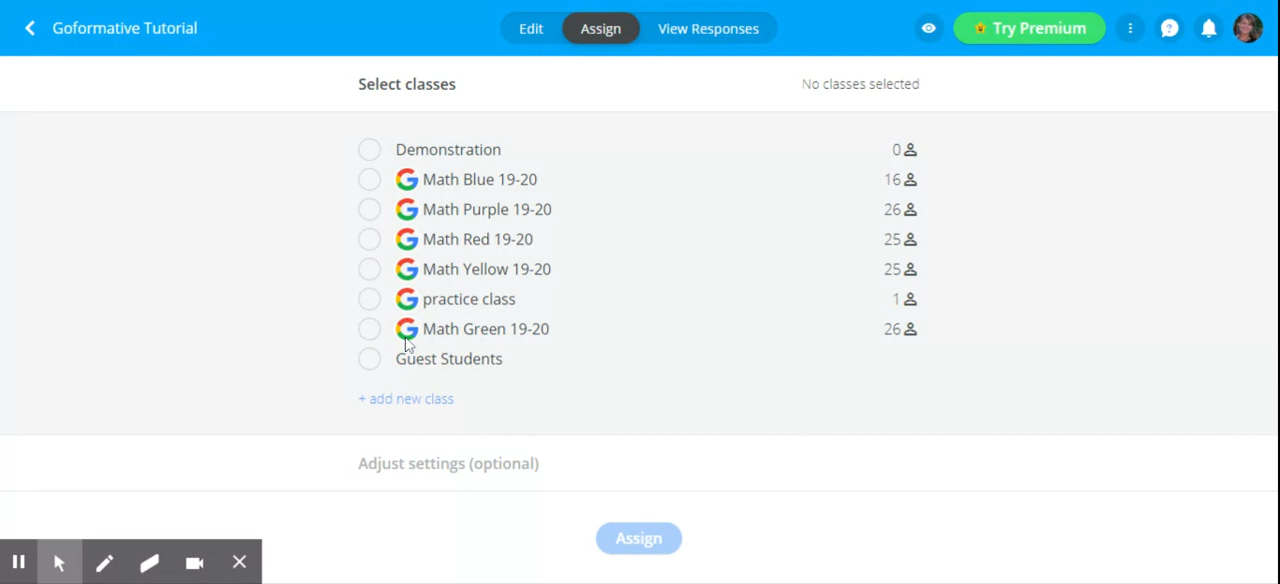 Goformative Tutorial Edit Assign View Responses Try Premium
Select classes No classes selected
Demonstration 0
Math Blue 19-20 16
Math Purple 19-20 26
Math Red 19-20 25
Math Yellow 19-20 25
practice class 1
Math Green 19-20 26
Guest Students
+ add new class
Adjust settings (optional)
Assign